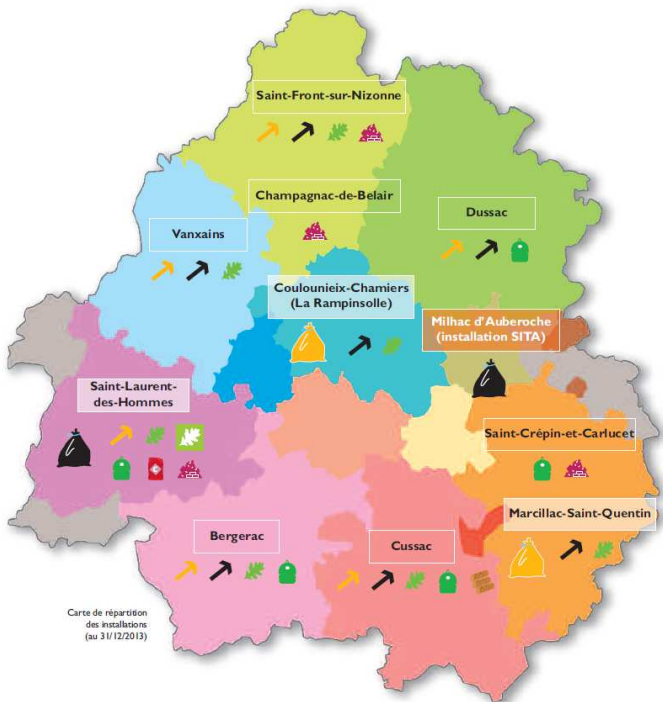 Saint-Front-sur-Nizonne
Champagnac-de-Belair
Dussac
Vanxains
Coulounieix-Chamiers
(La Rampinsolle)
Milhac d'Auberoche
(installation SITA)
Saint-Laurent-
des-Hommes
Saint-Crépin-et-Carlucet
Marcillac-Saint-Quentin
Bergerac
Cussac
Carte de répartition
des installations
(au 31/12/2013)